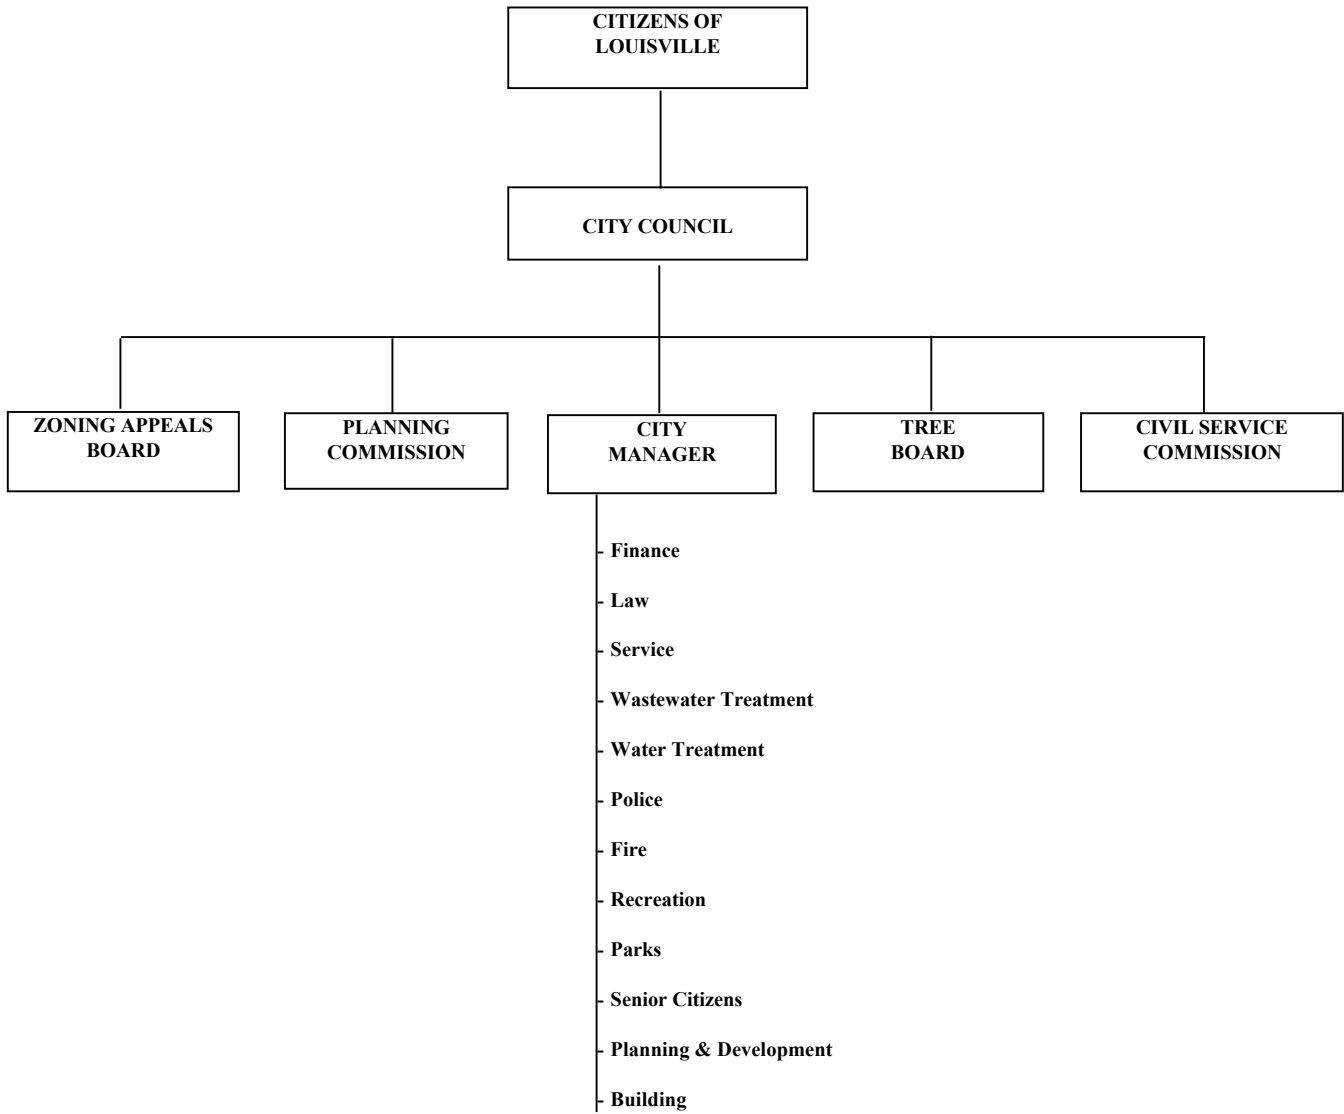 CITIZENS OF
LOUISVILLE
CITY COUNCIL
ZONING APPEALS
BOARD
PLANNING
COMMISSION
CITY
MANAGER
TREE
BOARD
CIVIL SERVICE
COMMISSION
- Finance
- Law
- Service
- Wastewater Treatment
- Water Treatment
- Police
- Fire
- Recreation
- Parks
- Senior Citizens
- Planning & Development
- Building